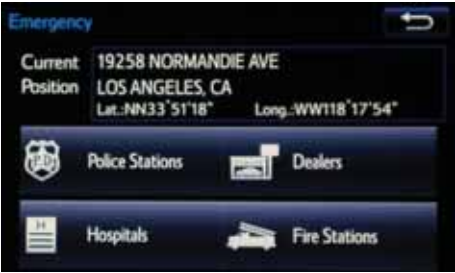 Emergency
Current Position
19258 NORMANDIE AVE
LOS ANGELES, CA
Lat.:NN33°51'18" Long.:WW118°17'54"
P.D.
Police Stations
Dealers
H
Hospitals
Fire Stations